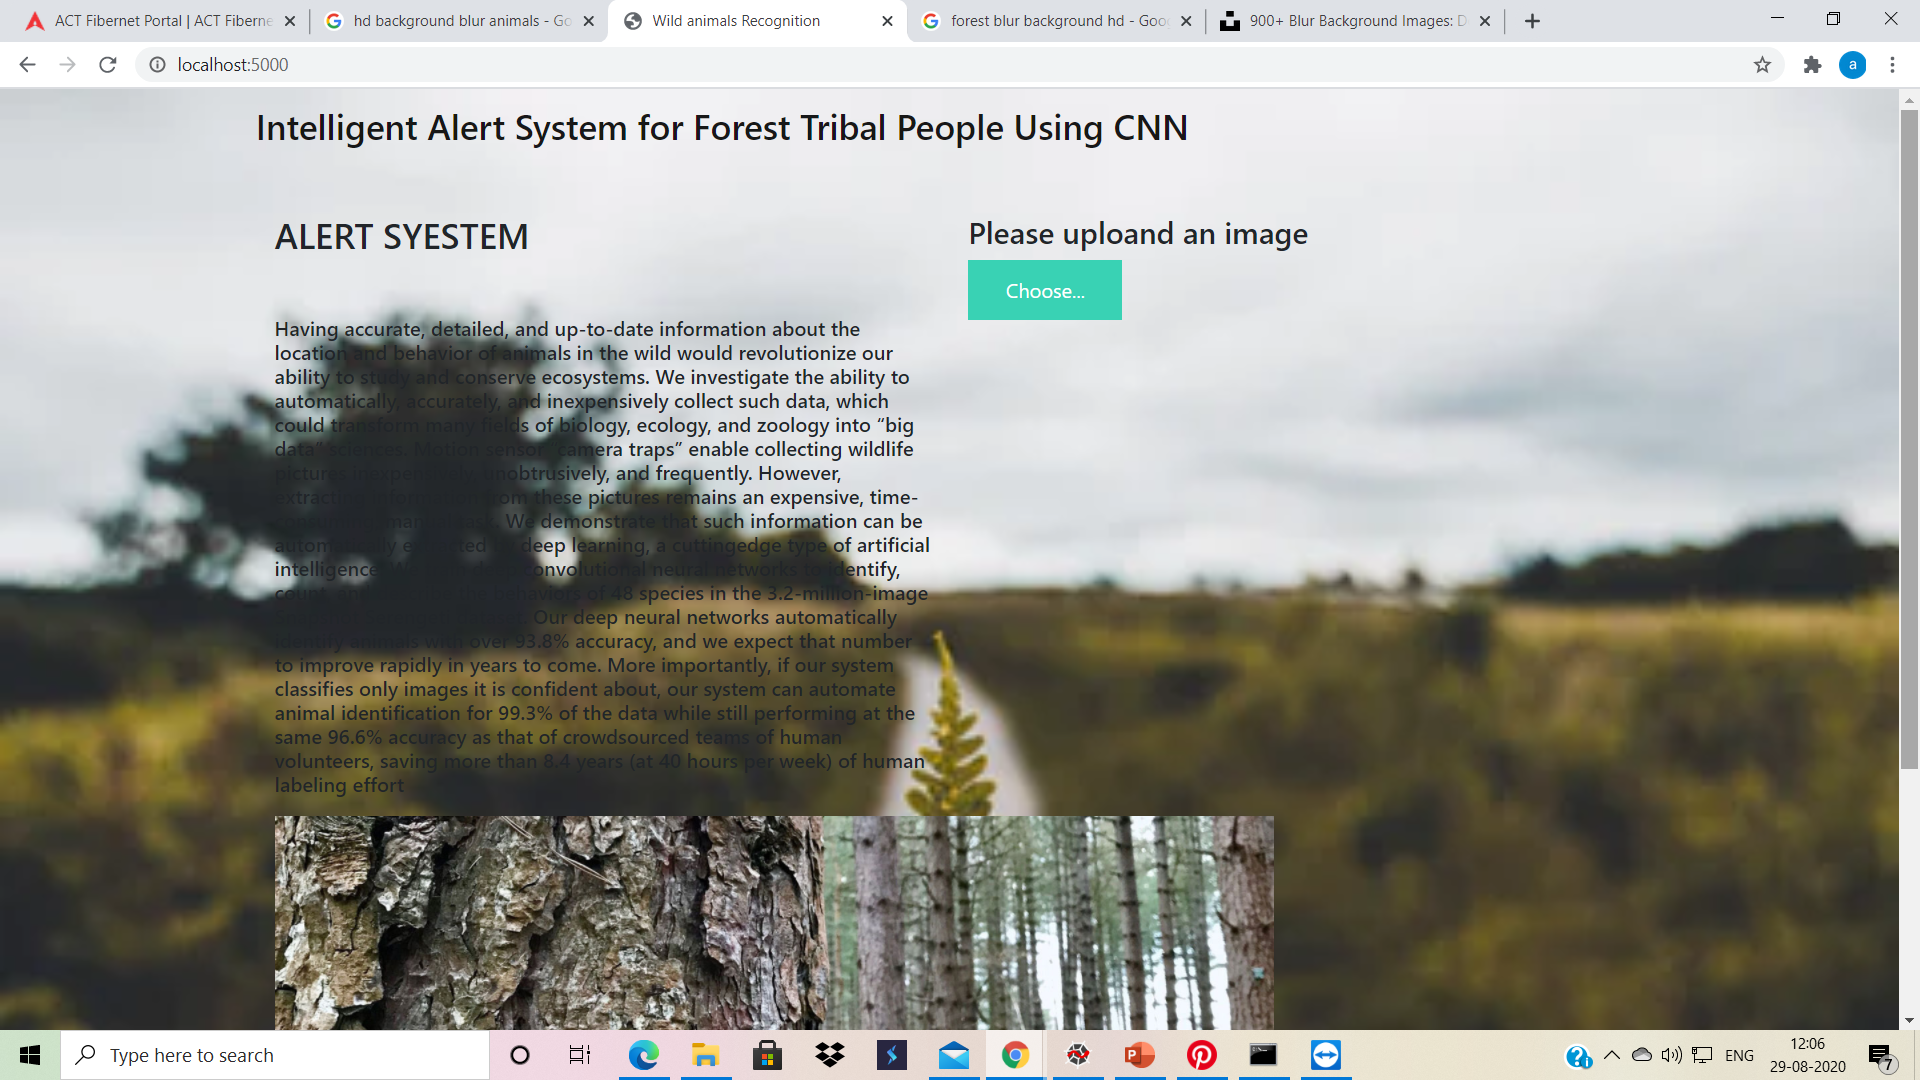 ACT Fibernet Portal | ACT Fiberne
hd background blur animals - Go
Wild animals Recognition
forest blur background hd - Goo
900+ Blur Background Images: D
localhost:5000
a
Intelligent Alert System for Forest Tribal People Using CNN
ALERT SYESTEM
Please uploand an image
Choose...
Having accurate, detailed, and up-to-date information about the
location and behavior of animals in the wild would revolutionize our
ability to study and conserve ecosystems. We investigate the ability to
automatically, accurately, and inexpensively collect such data, which
could transform many fields of biology, ecology, and zoology into “big
data” sciences. Motion sensor “camera traps” enable collecting wildlife
pictures inexpensively, unobtrusively, and frequently. However,
extracting information from these pictures remains an expensive, time-
manual task. We demonstrate that such information can be
automatically extracted by deep learning, a cuttingedge type of artificial
intelligence. convolutional neural networks to identify,
count, and the behaviors of 48 species in the 3.2-million-image
Our deep neural networks automatically
identify animals with over 93.8% accuracy, and we expect that number
to improve rapidly in years to come. More importantly, if our system
classifies only images it is confident about, our system can automate
animal identification for 99.3% of the data while still performing at the
same 96.6% accuracy as that of crowdsourced teams of human
volunteers, saving more than 8.4 years (at 40 hours per week) of human
labeling effort
Type here to search
ENG
12:06
29-08-2020
7